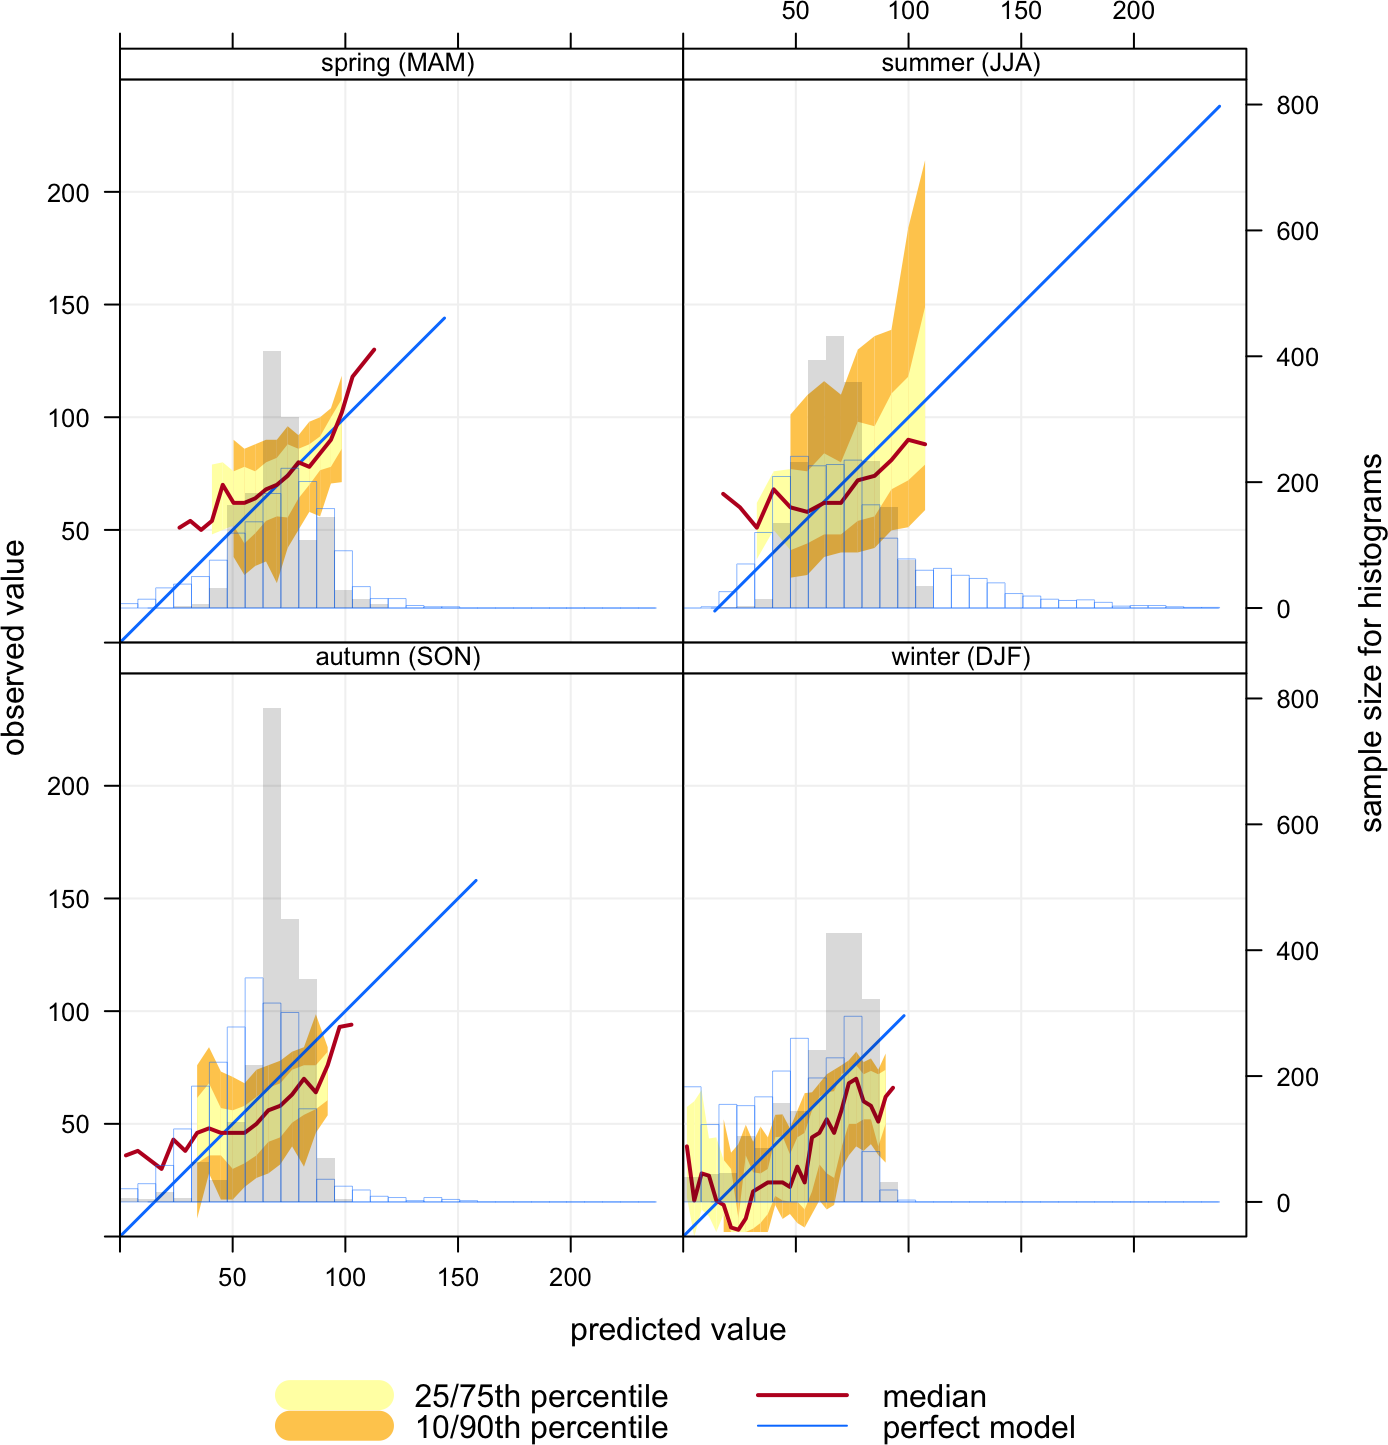 50 100 150 200
spring (MAM) summer (JJA)
800
600
400
200
0
200
150
100
50
autumn (SON) winter (DJF)
800
600
400
200
0
200
150
100
50
observed value
sample size for histograms
50 100 150 200
predicted value
25/75th percentile median
10/90th percentile perfect model